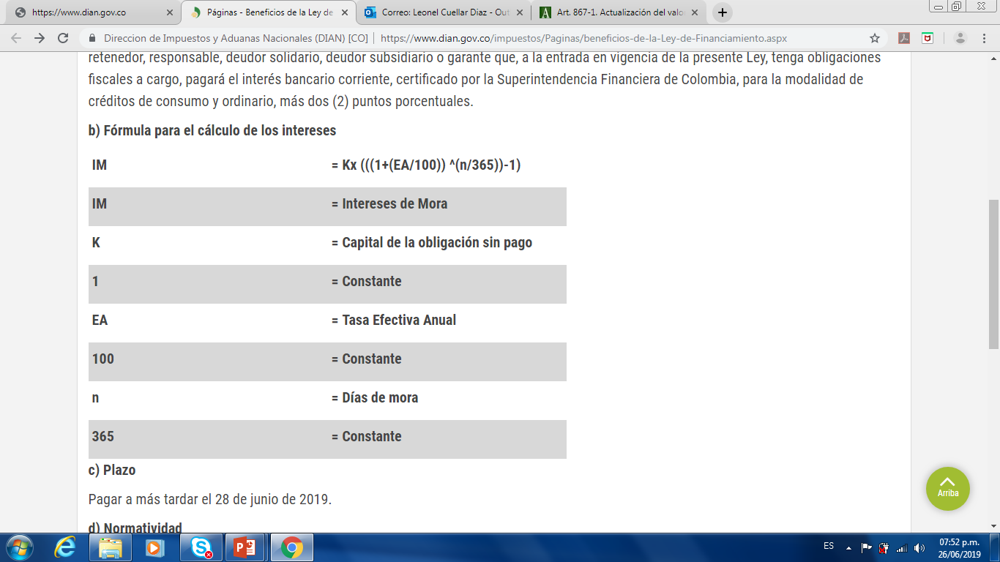 https://www.dian.gov.co
Páginas - Beneficios de la Ley de
Correo: Leonel Cuellar Diaz - Out
Art. 867-1. Actualización del valo
Direccion de Impuestos y Aduanas Nacionales (DIAN) [CO] | https://www.dian.gov.co/impuestos/Paginas/beneficios-de-la-Ley-de-Financiamiento.aspx
retenedor, responsable, deudor solidario, deudor subsidiario o garante que, a la entrada en vigencia de la presente Ley, tenga obligaciones
fiscales a cargo, pagará el interés bancario corriente, certificado por la Superintendencia Financiera de Colombia, para la modalidad de
créditos de consumo y ordinario, más dos (2) puntos porcentuales.
b) Fórmula para el cálculo de los intereses
IM = Kx (((1+(EA/100)) ^(n/365))-1)
IM = Intereses de Mora
K = Capital de la obligación sin pago
1 = Constante
EA = Tasa Efectiva Anual
100 = Constante
n = Días de mora
365 = Constante
c) Plazo
Pagar a más tardar el 28 de junio de 2019.
d) Normatividad
Arriba
ES
07:52 p.m.
26/06/2019